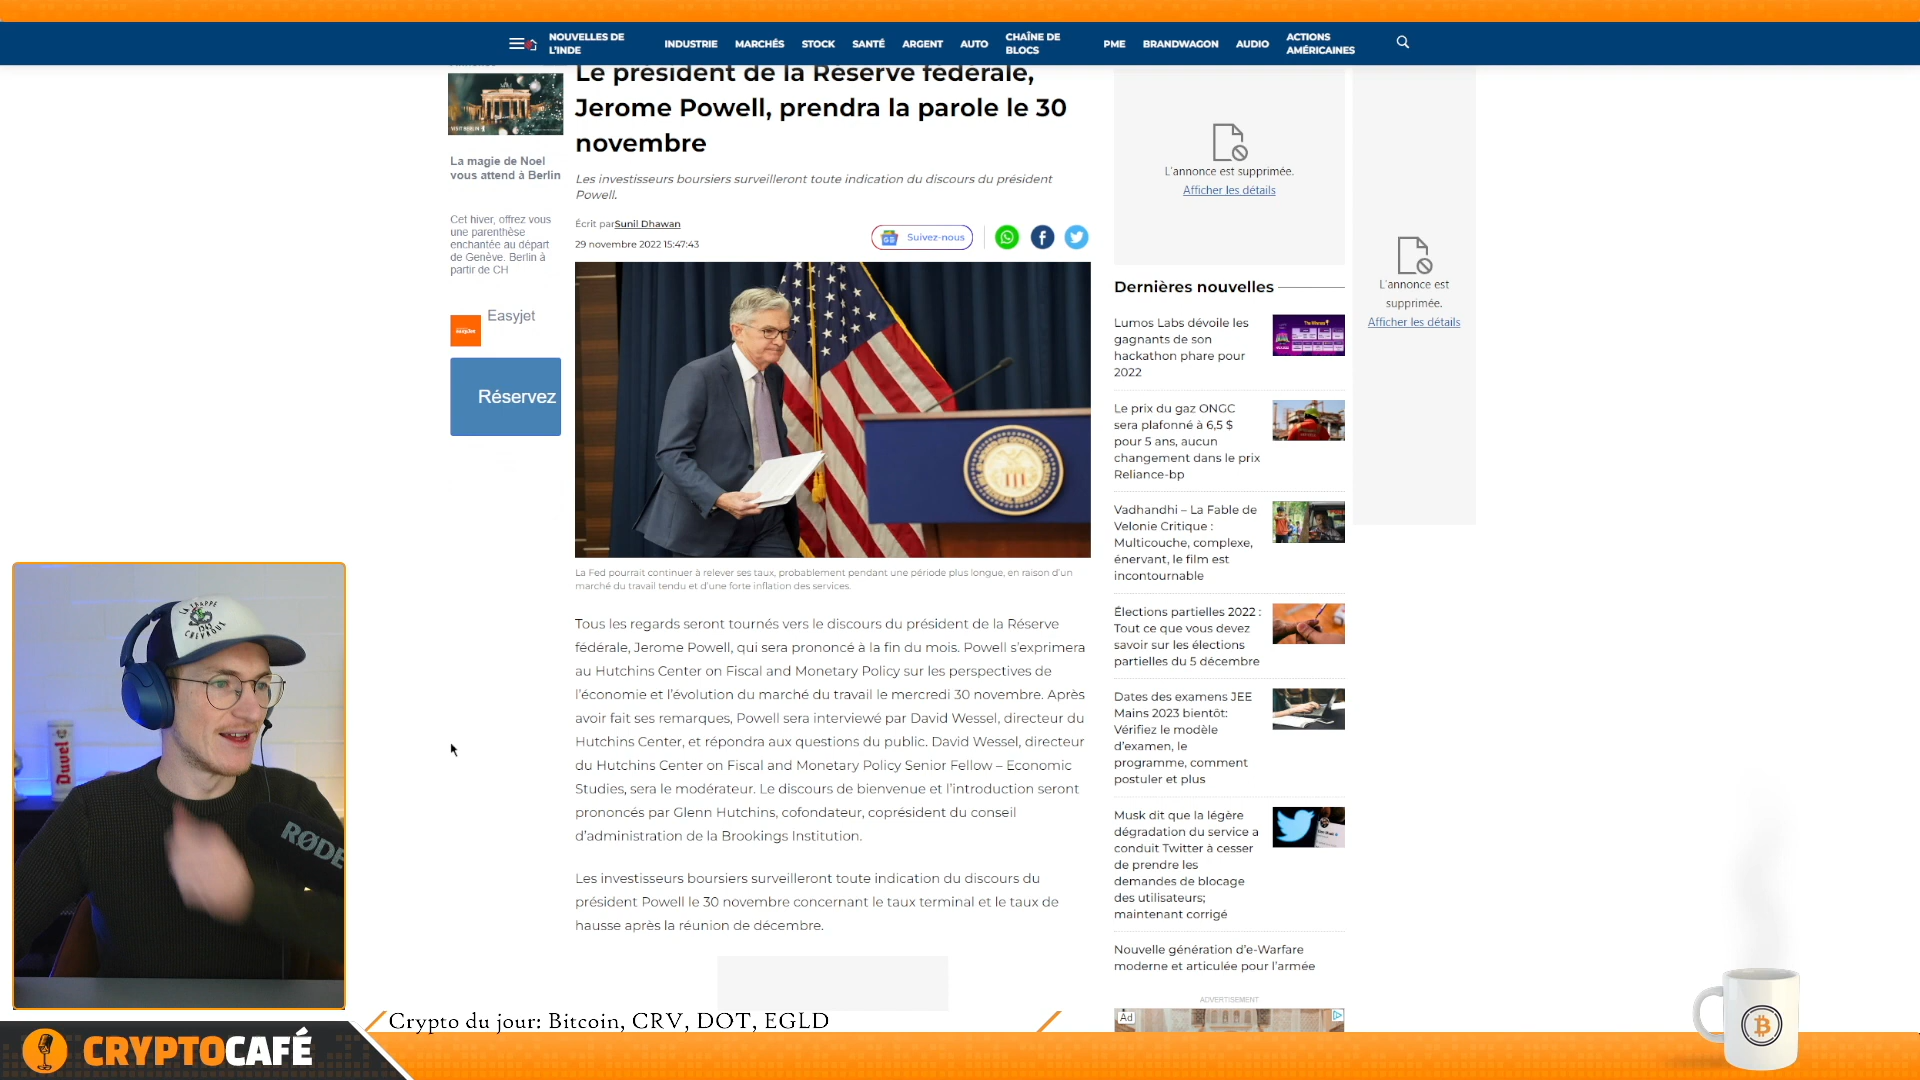 NOUVELLES DE
L'INDE
INDUSTRIE
MARCHÉS
STOCK
SANTÉ
ARGENT
AUTO
CHAÎNE DE
BLOCS
PME
BRANDWAGON
AUDIO
ACTIONS
AMÉRICAINES
La magie de Noel
vous attend à Berlin
Cet hiver, offrez vous
une parenthèse
enchantée au départ
de Genève. Berlin à
partir de CH
Easyjet
Réservez
Le président de la Réserve fédérale,
Jerome Powell, prendra la parole le 30
novembre
Les investisseurs boursiers surveilleront toute indication du discours du président
Powell.
Écrit parSunil Dhawan
29 novembre 2022 15:47:43
Suivez-nous
La Fed pourrait continuer à relever ses taux, probablement pendant une période plus longue, en raison d'un
marché du travail tendu et d'une forte inflation des services.
Tous les regards seront tournés vers le discours du président de la Réserve
fédérale, Jerome Powell, qui sera prononcé à la fin du mois. Powell s'exprimera
au Hutchins Center on Fiscal and Monetary Policy sur les perspectives de
l'économie et l'évolution du marché du travail le mercredi 30 novembre. Après
avoir fait ses remarques, Powell sera interviewé par David Wessel, directeur du
Hutchins Center, et répondra aux questions du public. David Wessel, directeur
du Hutchins Center on Fiscal and Monetary Policy Senior Fellow – Economic
Studies, sera le modérateur. Le discours de bienvenue et l'introduction seront
prononcés par Glenn Hutchins, cofondateur, coprésident du conseil
d'administration de la Brookings Institution.
Les investisseurs boursiers surveilleront toute indication du discours du
président Powell le 30 novembre concernant le taux terminal et le taux de
hausse après la réunion de décembre.
L'annonce est supprimée.
Afficher les détails
Dernières nouvelles
Lumos Labs dévoile les
gagnants de son
hackathon phare pour
2022
Le prix du gaz ONGC
sera plafonné à 6,5 $
pour 5 ans, aucun
changement dans le prix
Reliance-bp
Vadhandhi – La Fable de
Velonie Critique :
Multicouche, complexe,
énervant, le film est
incontournable
Élections partielles 2022 :
Tout ce que vous devez
savoir sur les élections
partielles du 5 décembre
Dates des examens JEE
Mains 2023 bientôt:
Vérifiez le modèle
d'examen, le
programme, comment
postuler et plus
Musk dit que la légère
dégradation du service a
conduit Twitter à cesser
de prendre les
demandes de blocage
des utilisateurs;
maintenant corrigé
Nouvelle génération d'e-Warfare
moderne et articulée pour l'armée
ADVERTISEMENT
Ad
L'annonce est
supprimée.
Afficher les détails
LA TRAPPE
CHEVROUX
Duvel
RØDE
Crypto du jour: Bitcoin, CRV, DOT, EGLD
CRYPTOCAFÉ